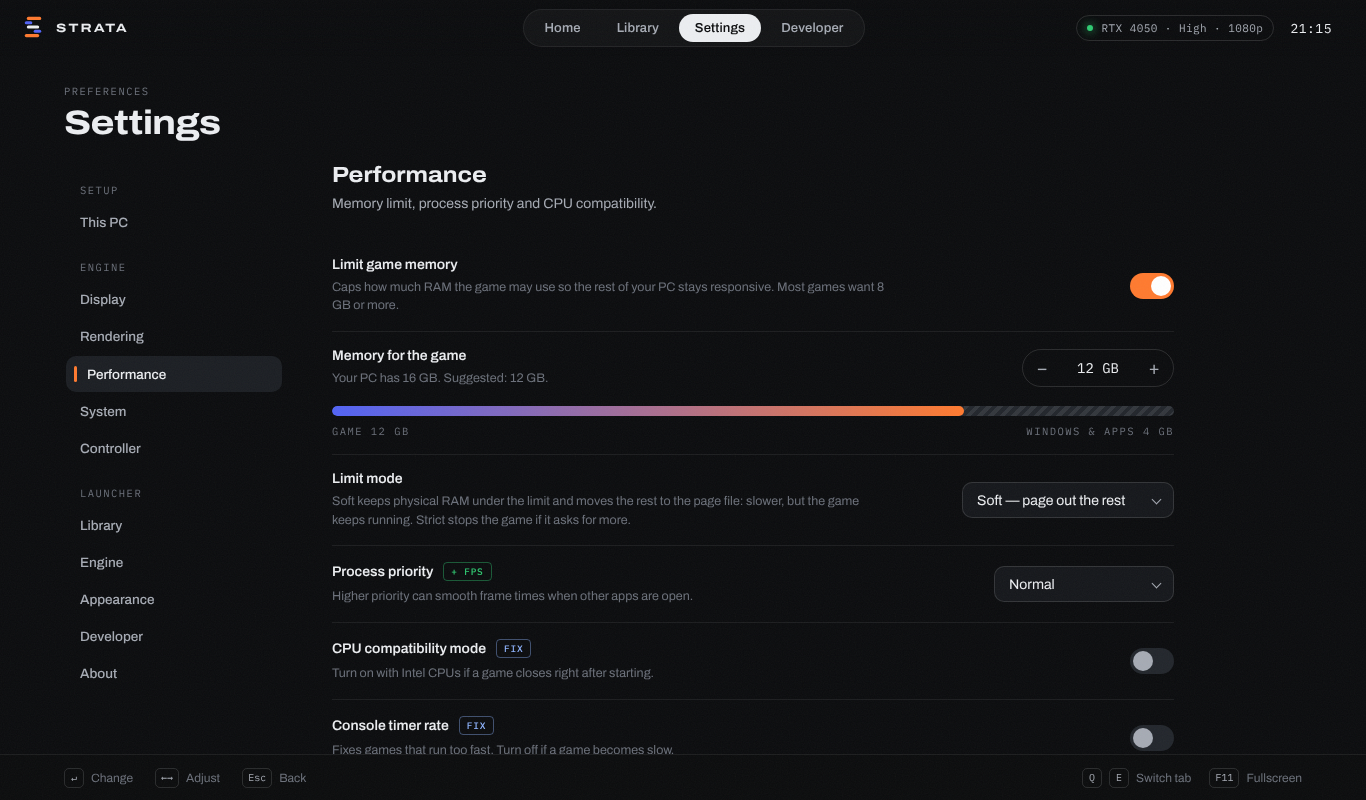 STRATA
Home
Library
Settings
Developer
RTX 4050 · High · 1080p
21:15
PREFERENCES
Settings
SETUP
This PC
ENGINE
Display
Rendering
Performance
System
Controller
LAUNCHER
Library
Engine
Appearance
Developer
About
Performance
Memory limit, process priority and CPU compatibility.
Limit game memory
Caps how much RAM the game may use so the rest of your PC stays responsive. Most games want 8
GB or more.
Memory for the game
Your PC has 16 GB. Suggested: 12 GB.
− 12 GB +
GAME 12 GB
WINDOWS & APPS 4 GB
Limit mode
Soft keeps physical RAM under the limit and moves the rest to the page file: slower, but the game
keeps running. Strict stops the game if it asks for more.
Soft — page out the rest
Process priority + FPS
Higher priority can smooth frame times when other apps are open.
Normal
CPU compatibility mode FIX
Turn on with Intel CPUs if a game closes right after starting.
Console timer rate FIX
Fixes games that run too fast. Turn off if a game becomes slow.
↵ Change
←→ Adjust
Esc Back
Q E Switch tab
F11 Fullscreen